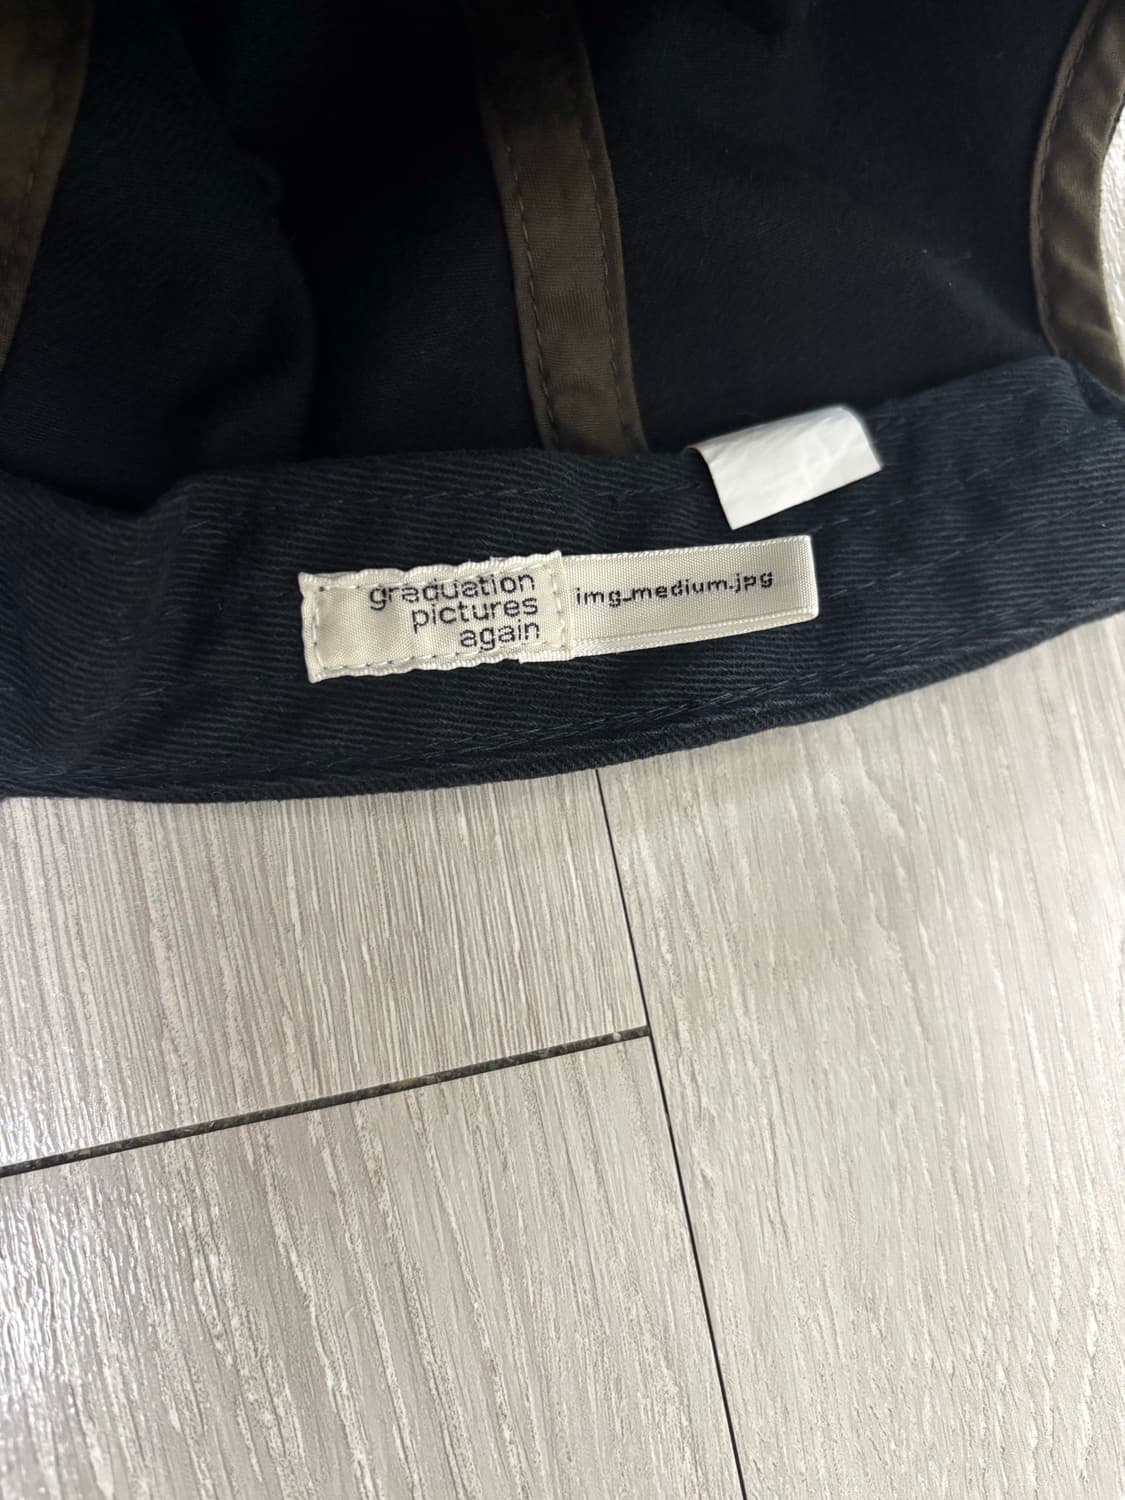 graduation
pictures
again
img_medium.jpg